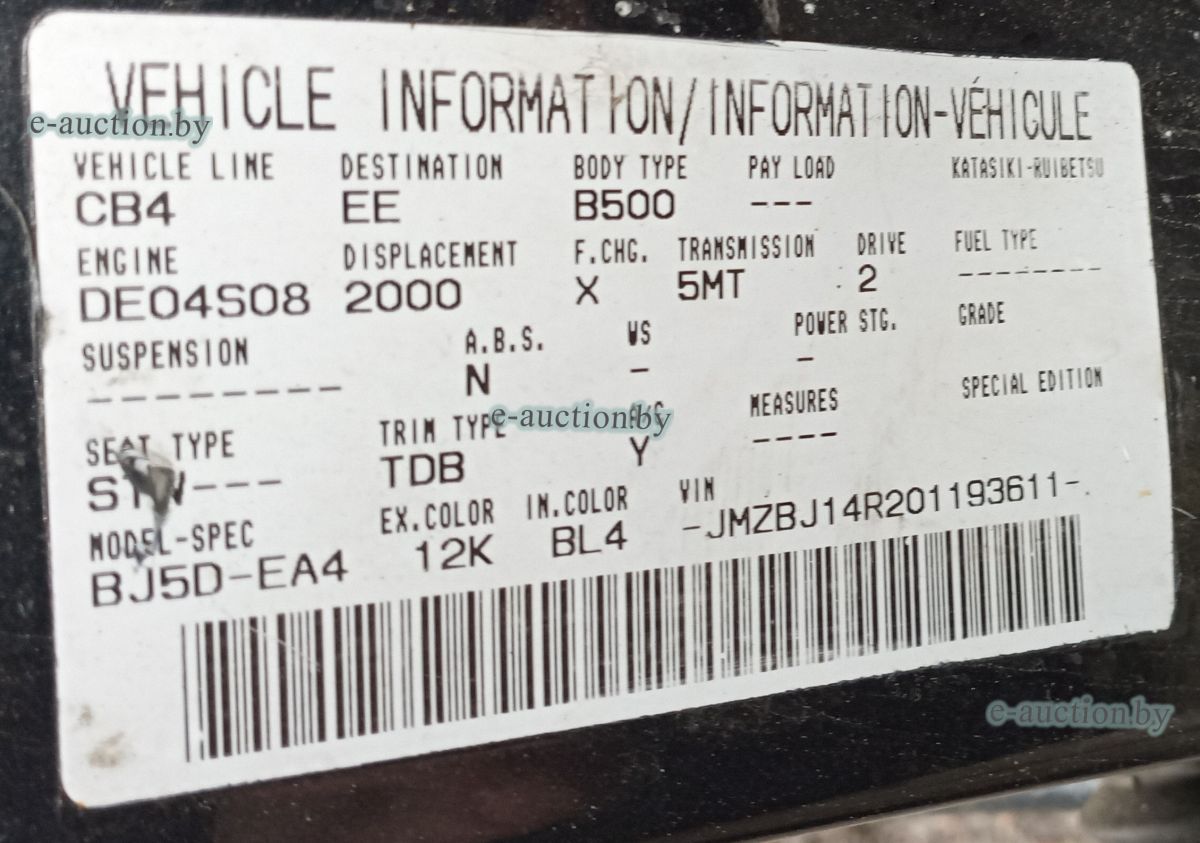 VEHICLE INFORMATION/INFORMATION-VÉHICULE
e-auction.by
VEHICLE LINE DESTINATION BODY TYPE PAY LOAD KATASIKI-RUIBETSU
CB4 EE B500 ---
ENGINE DISPLACEMENT F.CHG. TRANSMISSION DRIVE FUEL TYPE
DE04S08 2000 X 5MT 2 --------
SUSPENSION A.B.S. WS POWER STG. GRADE
--------- N - -
SEAT TYPE TRIM TYPE MEASURES SPECIAL EDITION
e-auction.by
--- TDB Y ----
MODEL-SPEC EX.COLOR IN.COLOR VIN
BJ5D-EA4 12K BL4 -JMZBJ14R201193611-
e-auction.by